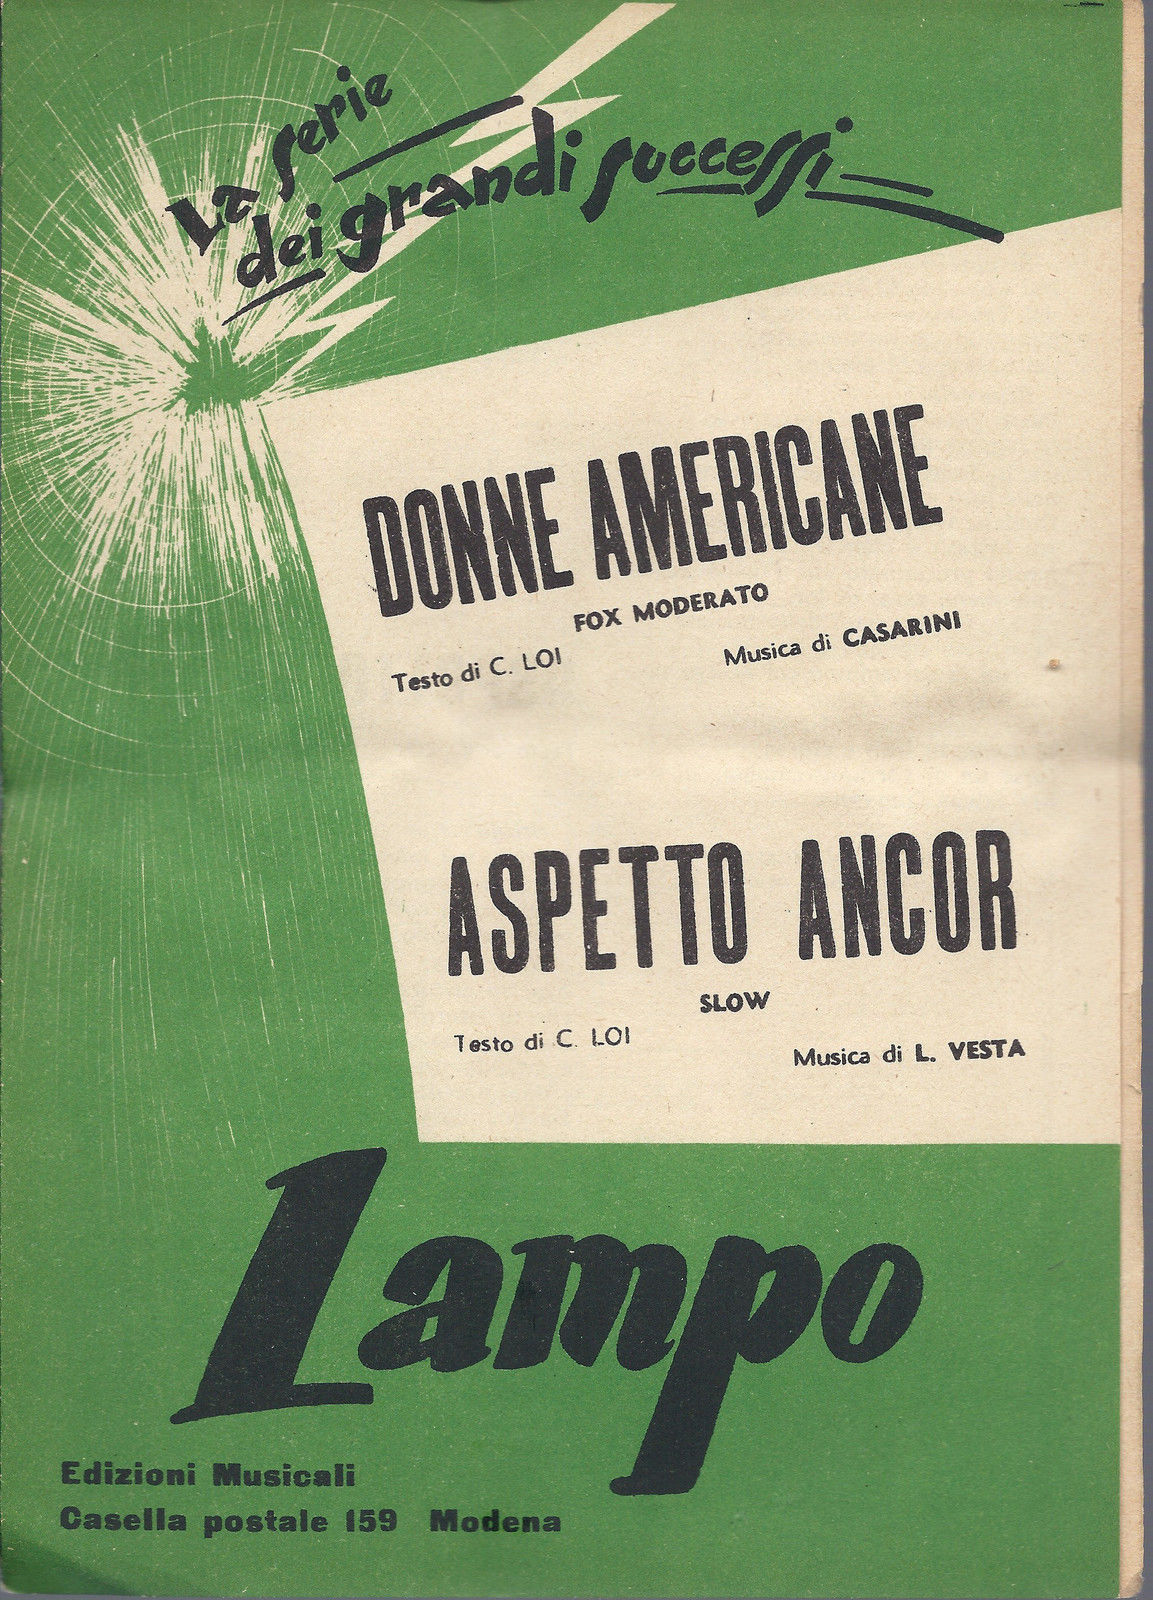 La serie
dei grandi successi
DONNE AMERICANE
FOX MODERATO
Testo di C. LOI
Musica di CASARINI
ASPETTO ANCOR
SLOW
Testo di C. LOI
Musica di L. VESTA
Lampo
Edizioni Musicali
Casella postale 159 Modena